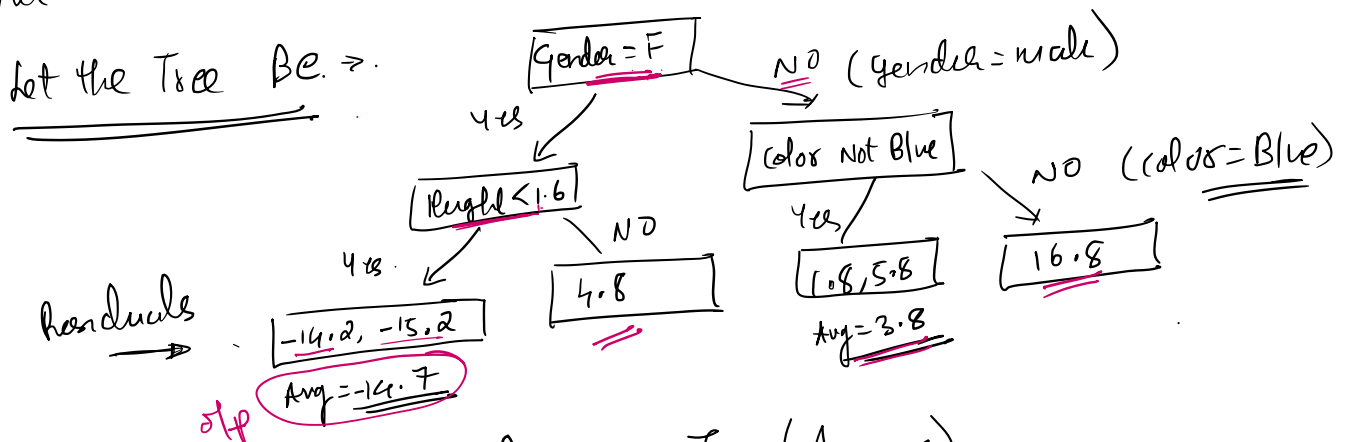 Let the Tree Be →.
Gender = F
NO (gender = male)
Yes
Color Not Blue
NO (color = Blue)
Height < 1.6
Yes
NO
Yes.
16.8
4.8
1.8, 5.8
Residuals →
-14.2, -15.2
Avg = 3.8
Avg = -14.7
o/p